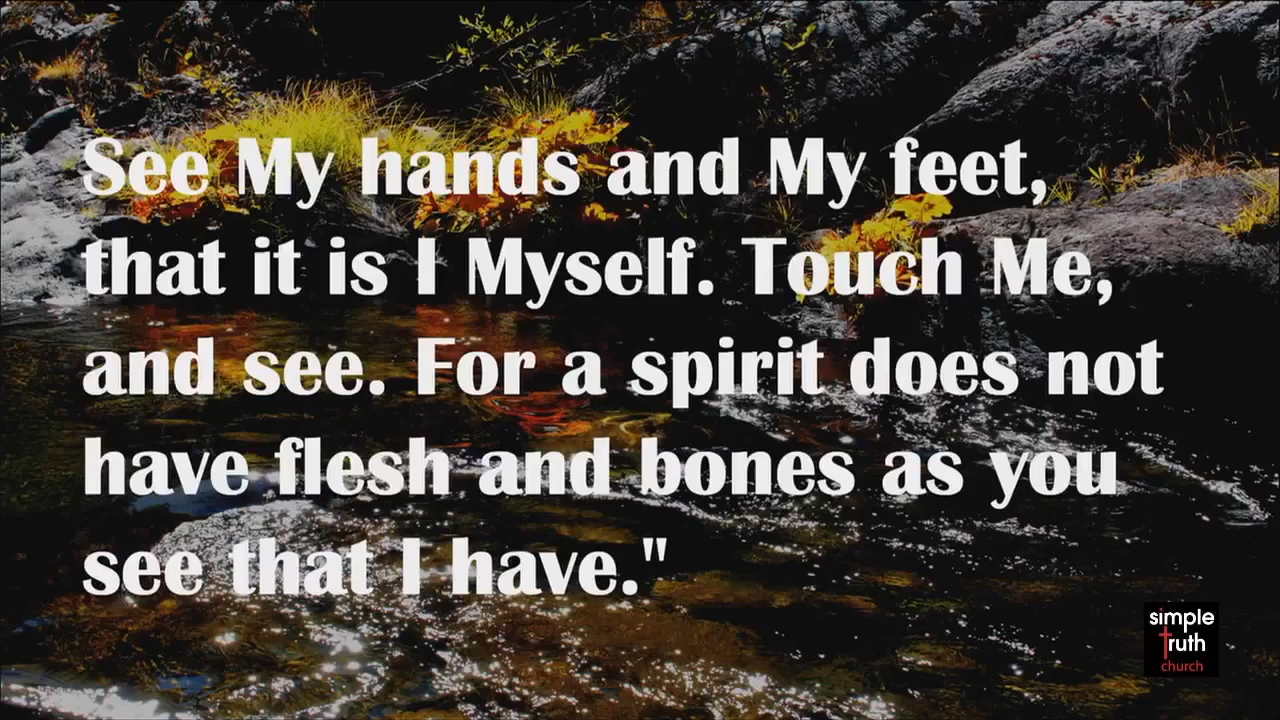 See My hands and My feet,
that it is I Myself. Touch Me,
and see. For a spirit does not
have flesh and bones as you
see that I have."
simple
truth
church